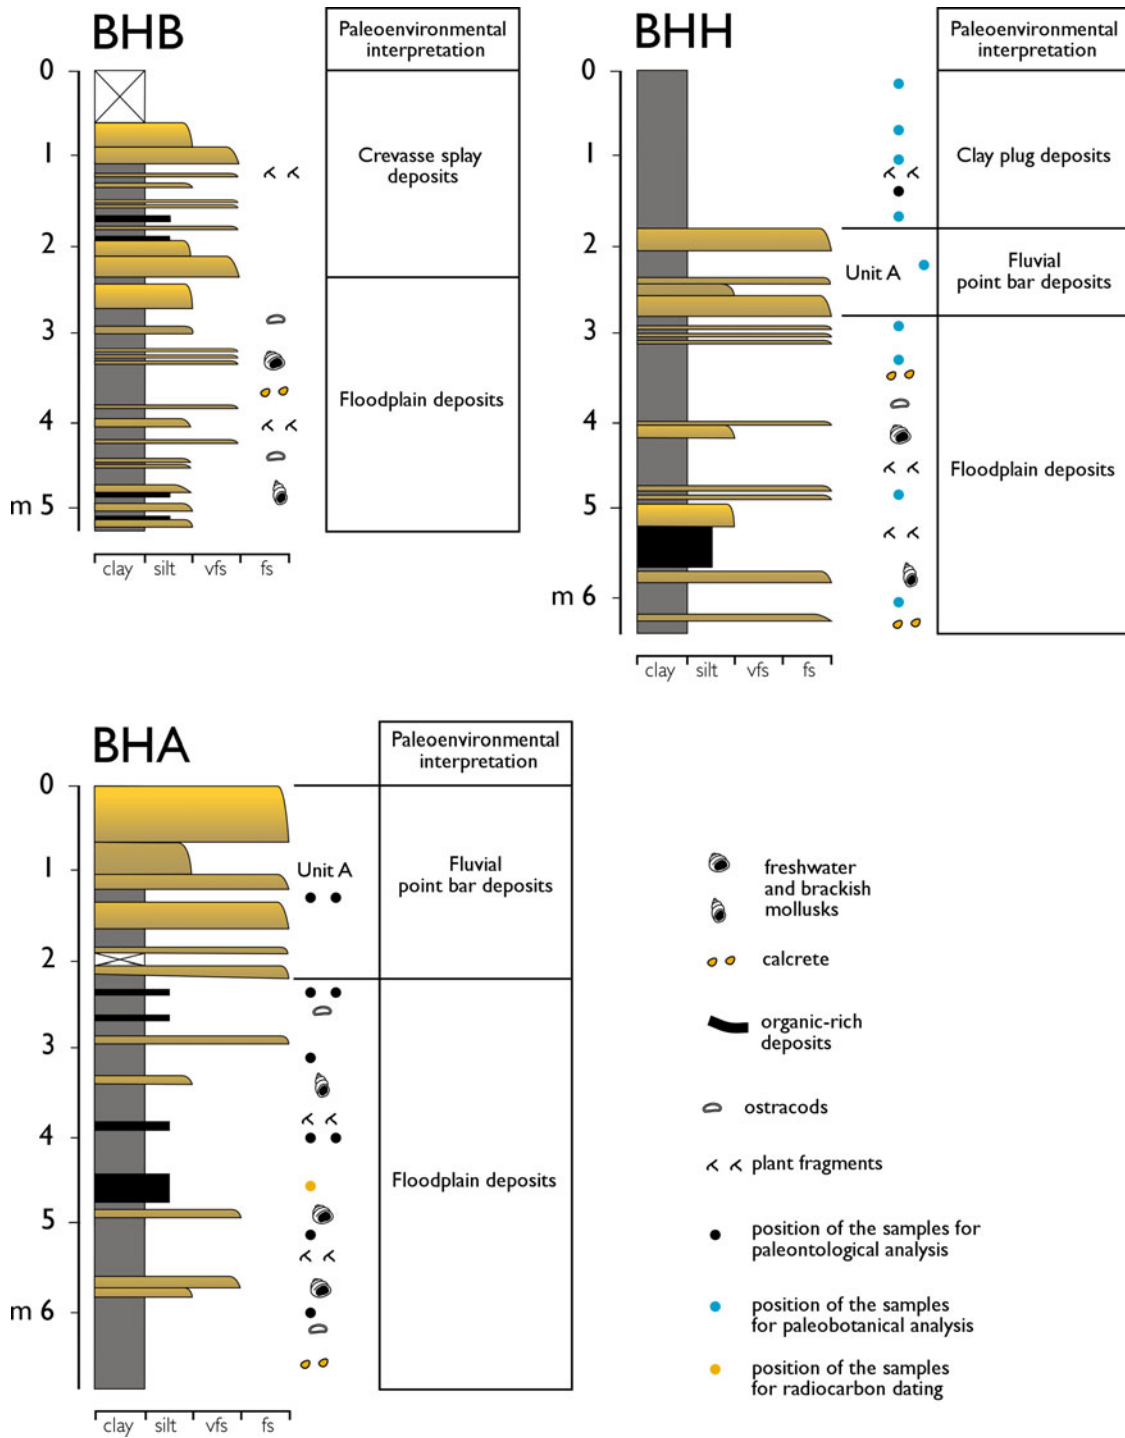 BHB
Paleoenvironmental
interpretation
0
1
2
3
4
m 5
Crevasse splay
deposits
Floodplain deposits
clay silt vfs fs
BHH
Paleoenvironmental
interpretation
0
1
2
3
4
5
m 6
Clay plug deposits
Unit A
Fluvial
point bar deposits
Floodplain deposits
clay silt vfs fs
BHA
Paleoenvironmental
interpretation
0
1
2
3
4
5
m 6
Unit A
Fluvial
point bar deposits
Floodplain deposits
clay silt vfs fs
freshwater
and brackish
mollusks
calcrete
organic-rich
deposits
ostracods
plant fragments
position of the samples for
paleontological analysis
position of the samples
for paleobotanical analysis
position of the samples
for radiocarbon dating